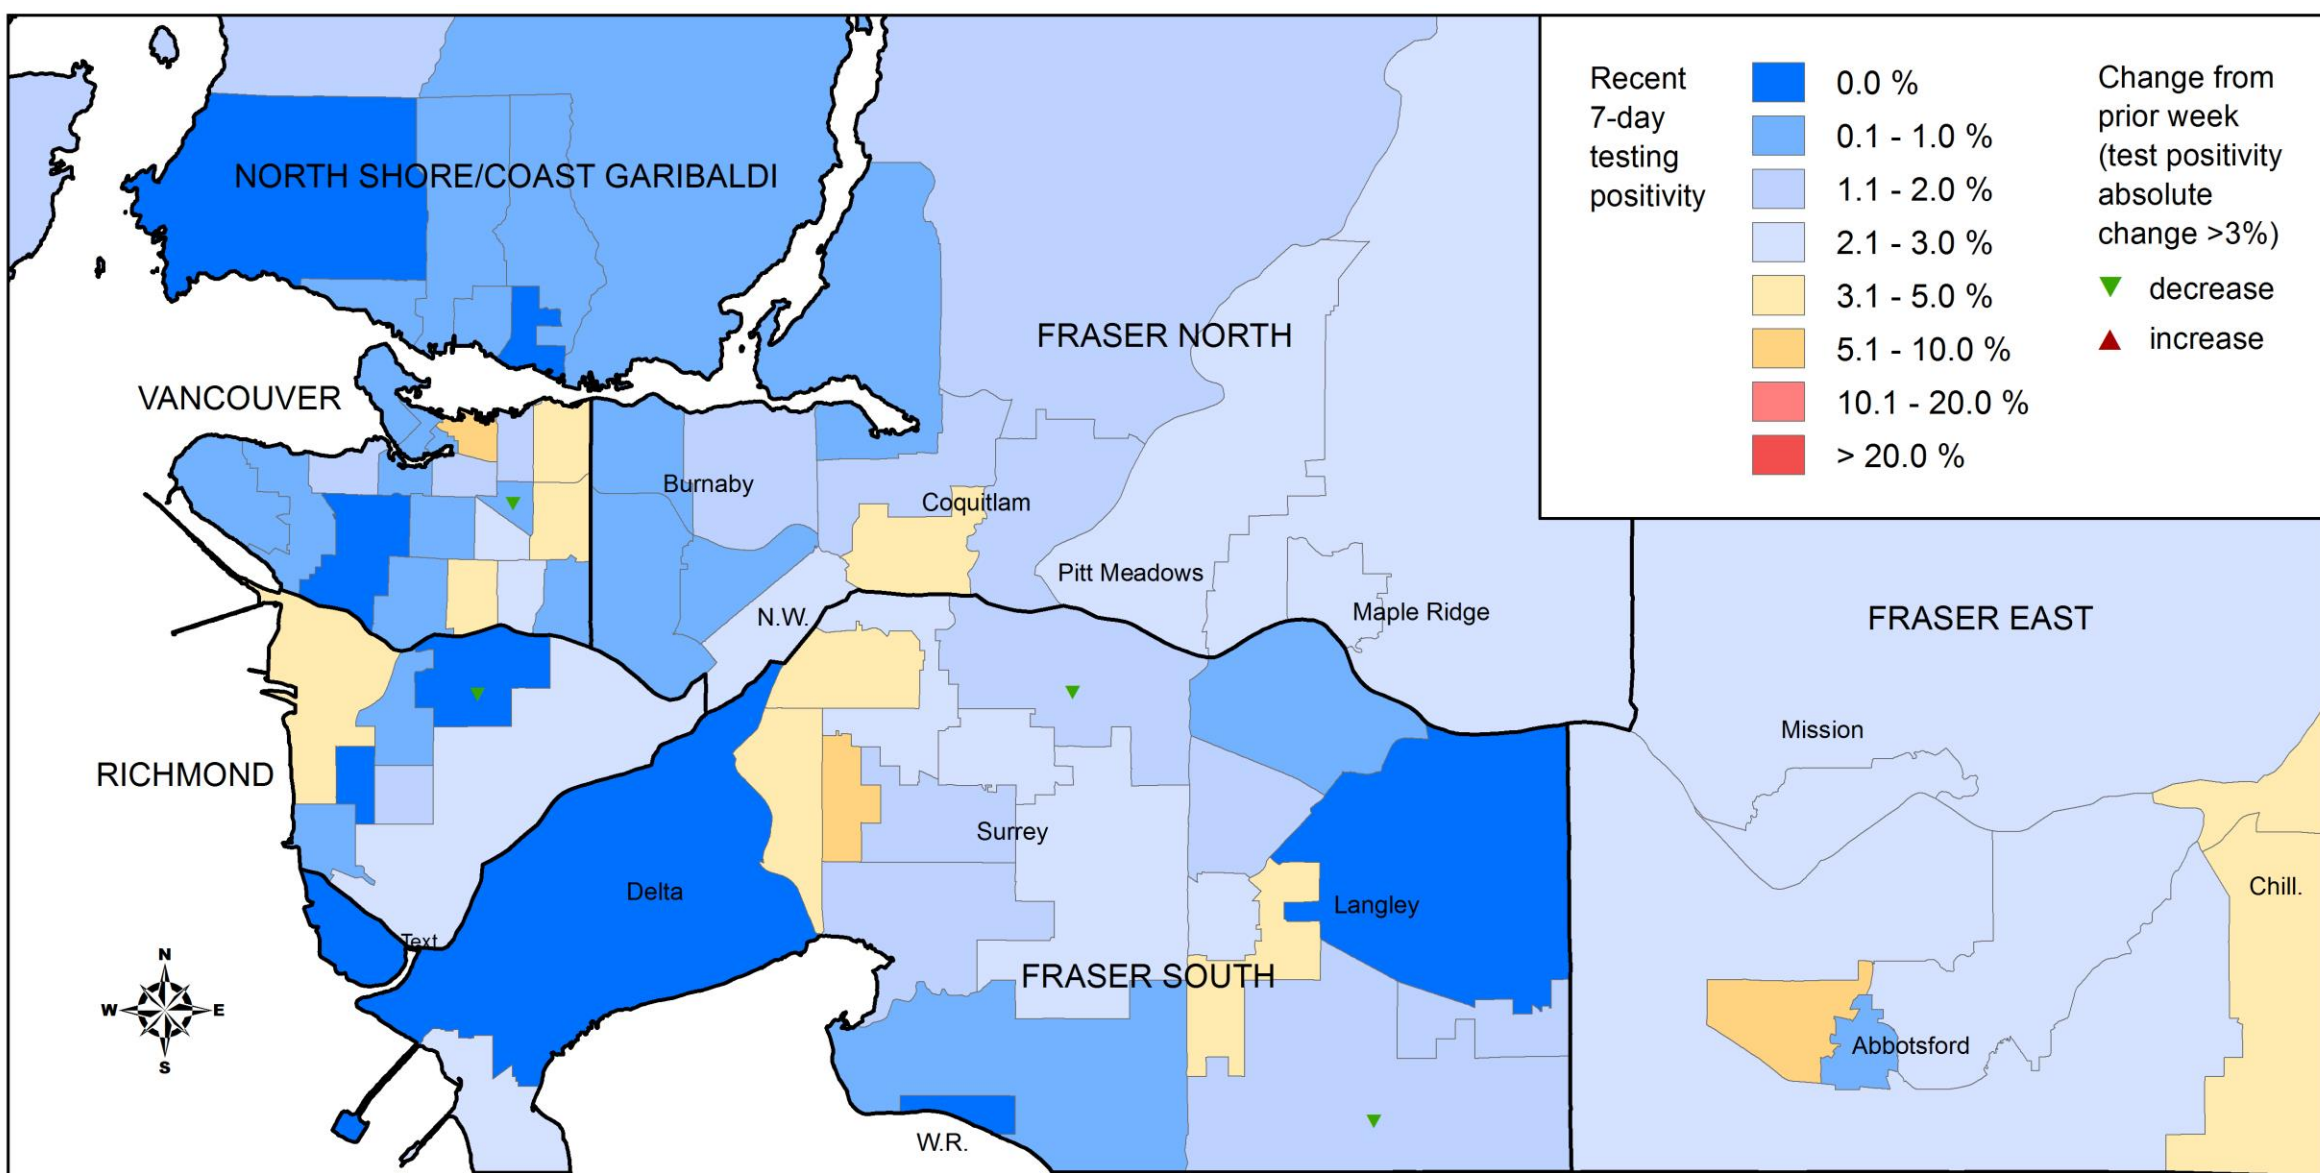 NORTH SHORE/COAST GARIBALDI
VANCOUVER
FRASER NORTH
Burnaby
Coquitlam
Pitt Meadows
N.W.
Maple Ridge
FRASER EAST
Mission
RICHMOND
Surrey
Delta
Langley
Chill.
Text
FRASER SOUTH
Abbotsford
W.R.
N
W
E
S
Recent
7-day
testing
positivity
0.0 %
0.1 - 1.0 %
1.1 - 2.0 %
2.1 - 3.0 %
3.1 - 5.0 %
5.1 - 10.0 %
10.1 - 20.0 %
> 20.0 %
Change from
prior week
(test positivity
absolute
change >3%)
decrease
increase